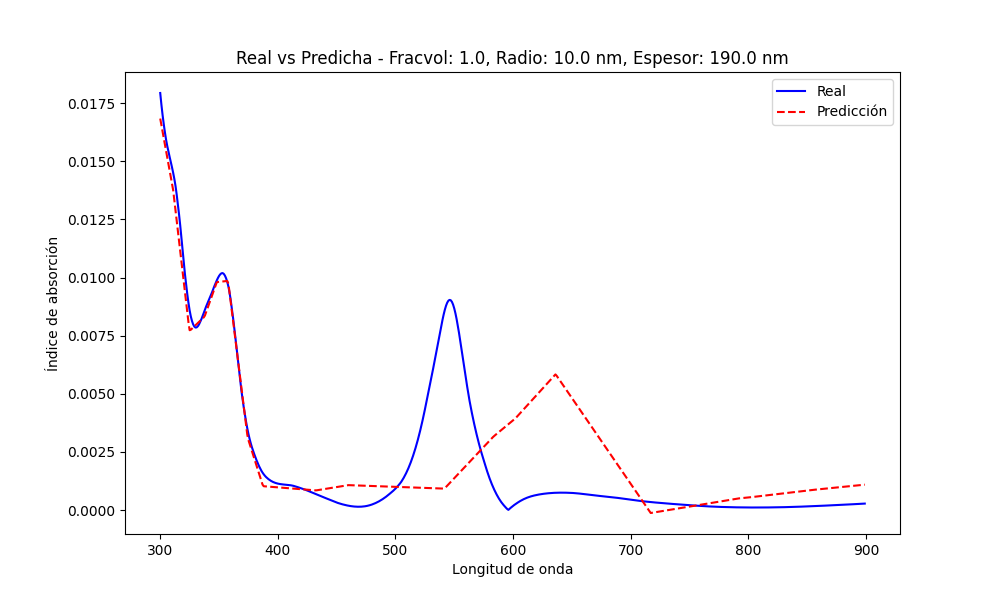 Real vs Predicha - Fracvol: 1.0, Radio: 10.0 nm, Espesor: 190.0 nm
Real
Predicción
0.0175
0.0150
0.0125
0.0100
0.0075
0.0050
0.0025
0.0000
Índice de absorción
300 400 500 600 700 800 900
Longitud de onda